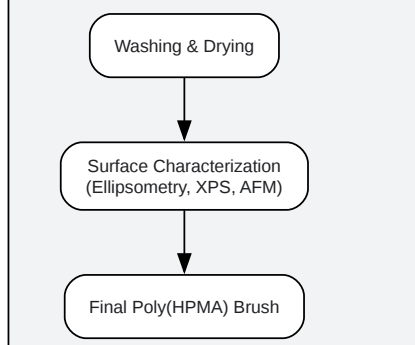 Washing & Drying
Surface Characterization
(Ellipsometry, XPS, AFM)
Final Poly(HPMA) Brush